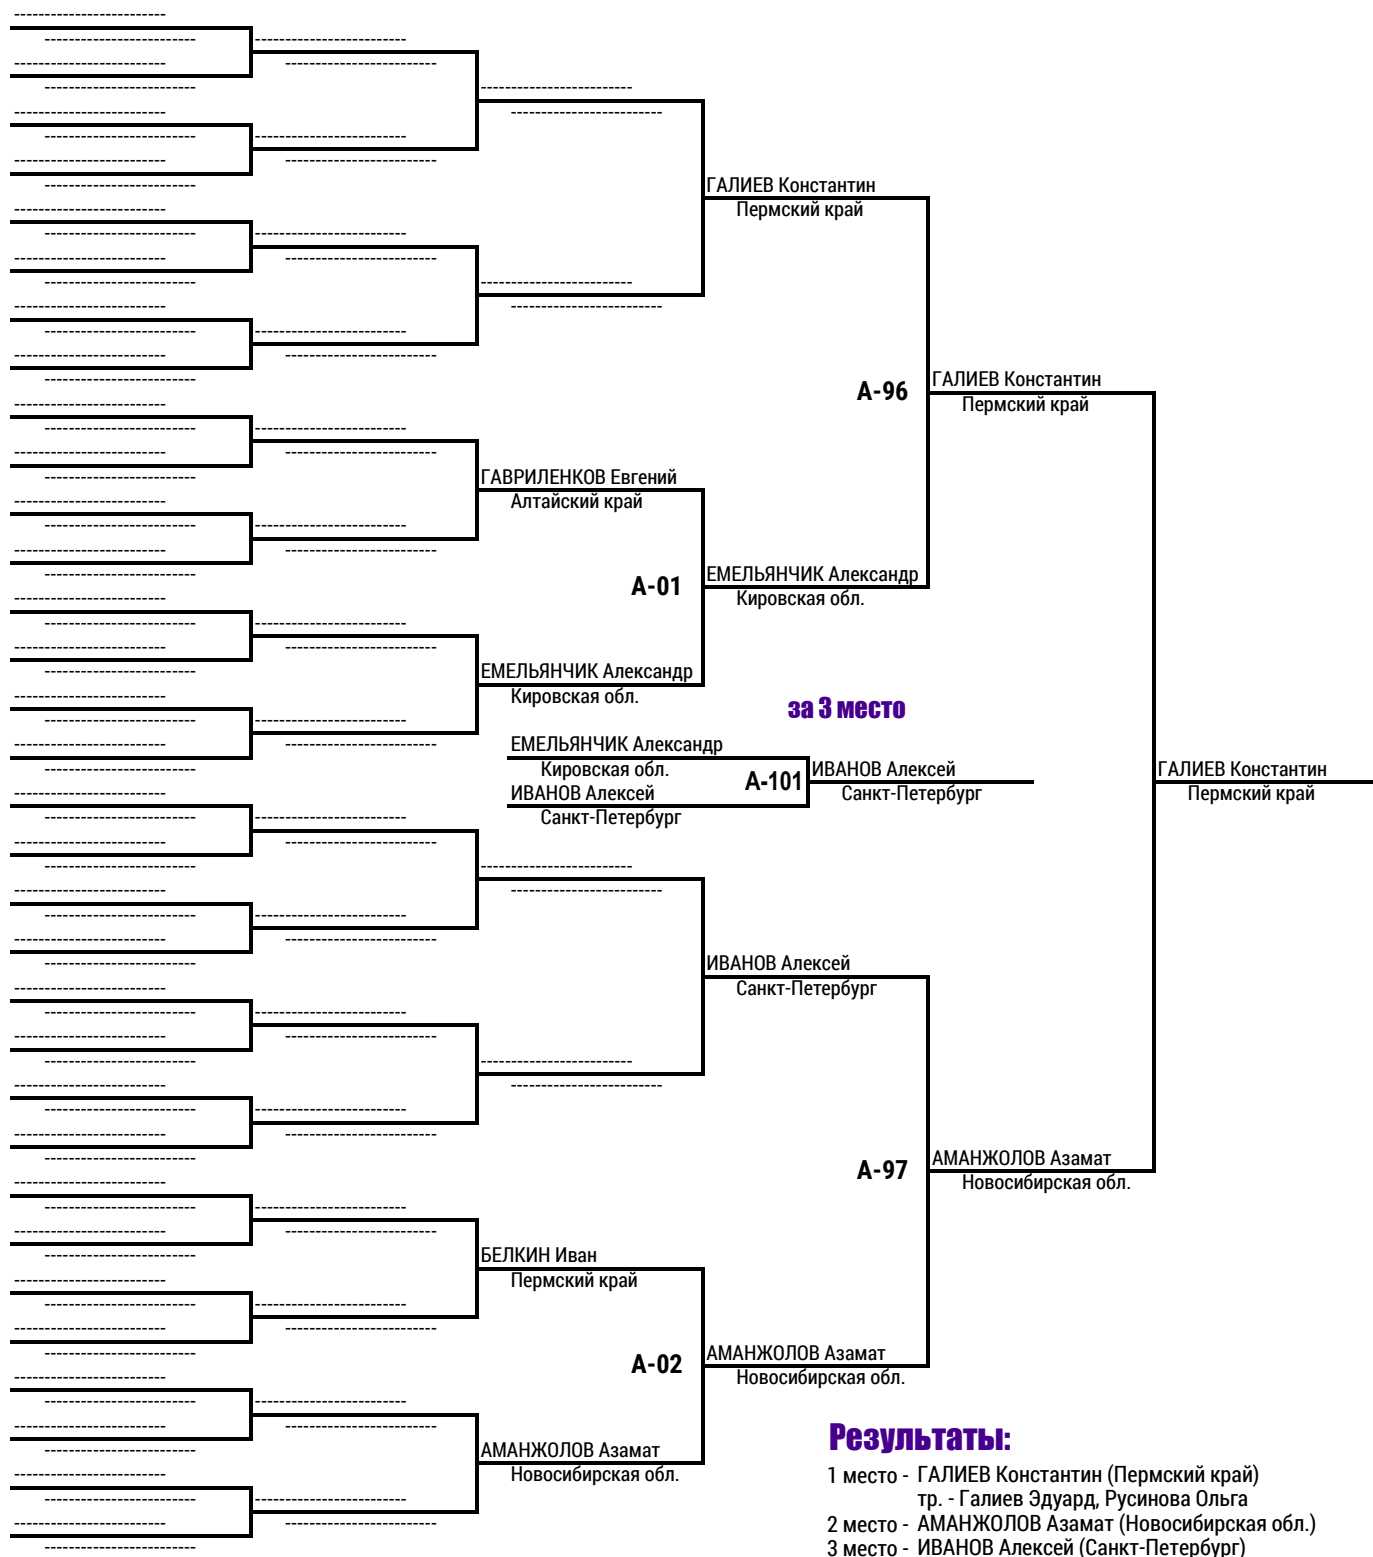 ГАЛИЕВ Константин
Пермский край
А-96
ГАЛИЕВ Константин
Пермский край
ГАВРИЛЕНКОВ Евгений
Алтайский край
А-01
ЕМЕЛЬЯНЧИК Александр
Кировская обл.
ЕМЕЛЬЯНЧИК Александр
Кировская обл.
за 3 место
ЕМЕЛЬЯНЧИК Александр
Кировская обл.
А-101
ИВАНОВ Алексей
Санкт-Петербург
ИВАНОВ Алексей
Санкт-Петербург
ГАЛИЕВ Константин
Пермский край
ИВАНОВ Алексей
Санкт-Петербург
А-97
АМАНЖОЛОВ Азамат
Новосибирская обл.
БЕЛКИН Иван
Пермский край
А-02
АМАНЖОЛОВ Азамат
Новосибирская обл.
АМАНЖОЛОВ Азамат
Новосибирская обл.
Результаты:
1 место - ГАЛИЕВ Константин (Пермский край)
тр. - Галиев Эдуард, Русинова Ольга
2 место - АМАНЖОЛОВ Азамат (Новосибирская обл.)
3 место - ИВАНОВ Алексей (Санкт-Петербург)